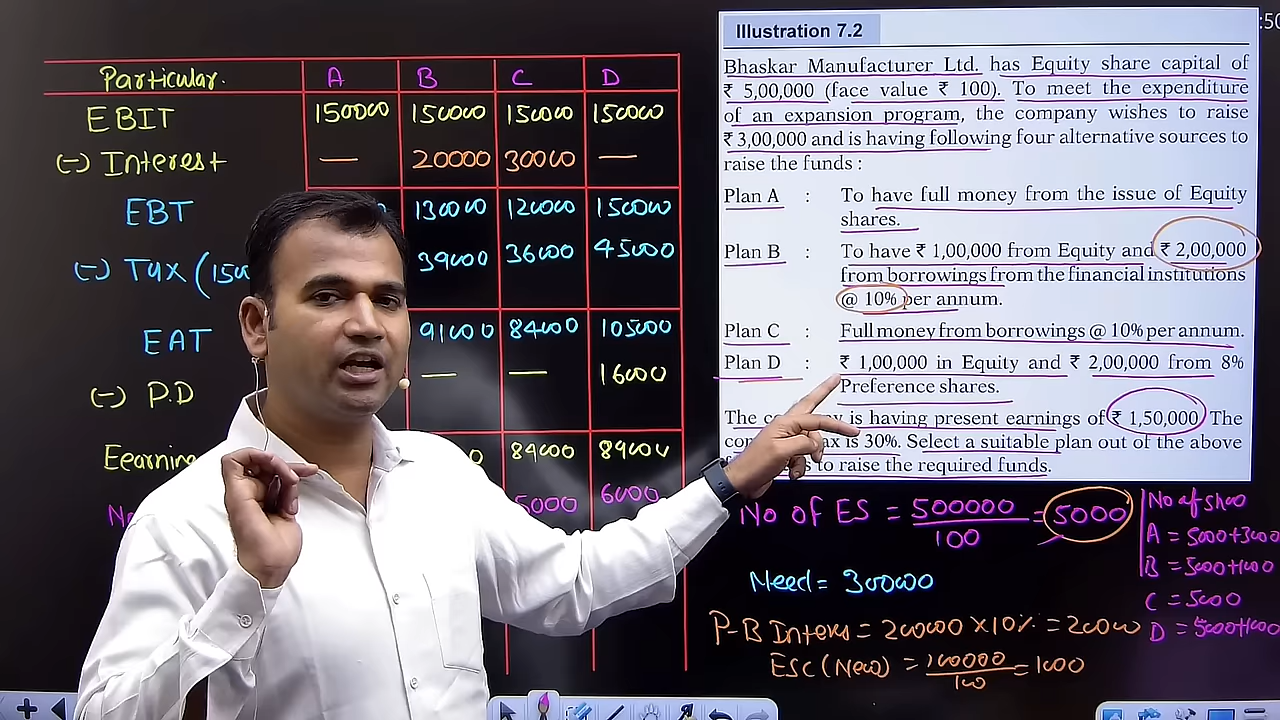 :50
Illustration 7.2
Bhaskar Manufacturer Ltd. has Equity share capital of
₹ 5,00,000 (face value ₹ 100). To meet the expenditure
of an expansion program, the company wishes to raise
₹ 3,00,000 and is having following four alternative sources to
raise the funds :
Plan A : To have full money from the issue of Equity
shares.
Plan B : To have ₹ 1,00,000 from Equity and ₹ 2,00,000
from borrowings from the financial institutions
@ 10% per annum.
Plan C : Full money from borrowings @ 10% per annum.
Plan D : ₹ 1,00,000 in Equity and ₹ 2,00,000 from 8%
Preference shares.
The is having present earnings of ₹ 1,50,000 The
is 30%. Select a suitable plan out of the above
to raise the required funds.
Particular. A B C D
EBIT 150000 150000 150000 150000
(-) Interest — 20000 30000 —
EBT 130000 120000 150000
(-) Tax (150 39000 36000 45000
EAT 91000 84000 105000
(-) P.D — — 16000
Eearning 84000 89000
No 5000 6000
No of ES = 500000 / 100 = 5000
Need = 300000
P-B Interes = 200000 × 10% = 20000
ESC (New) = 100000 / 100 = 1000
No of
A = 5000+3000
B = 5000+1000
C = 5000
D = 5000+1000